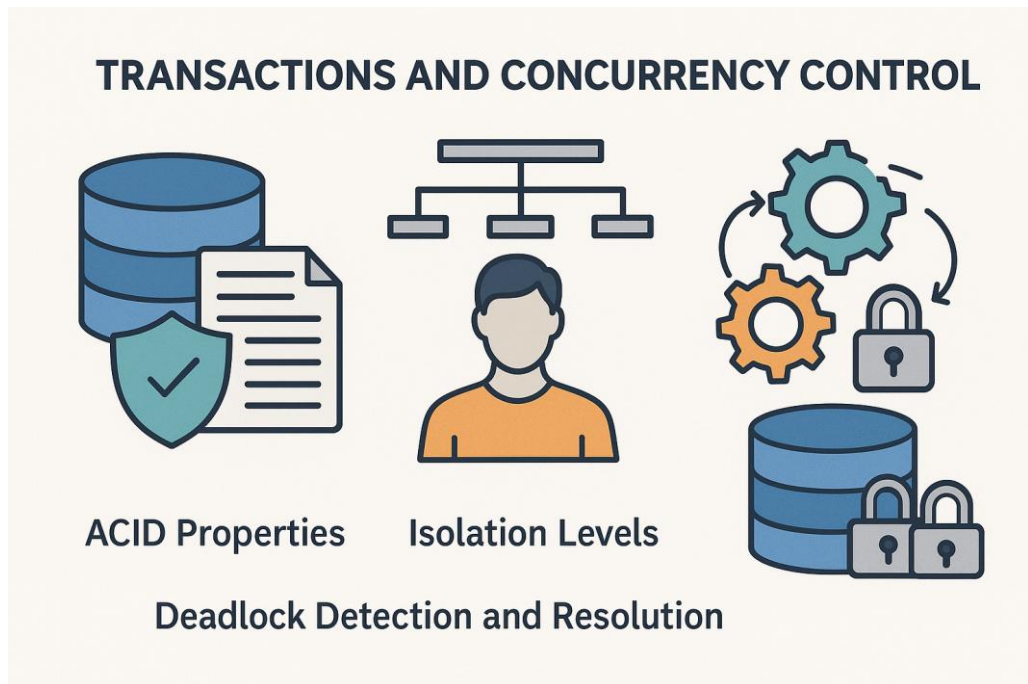 TRANSACTIONS AND CONCURRENCY CONTROL
ACID Properties
Isolation Levels
Deadlock Detection and Resolution